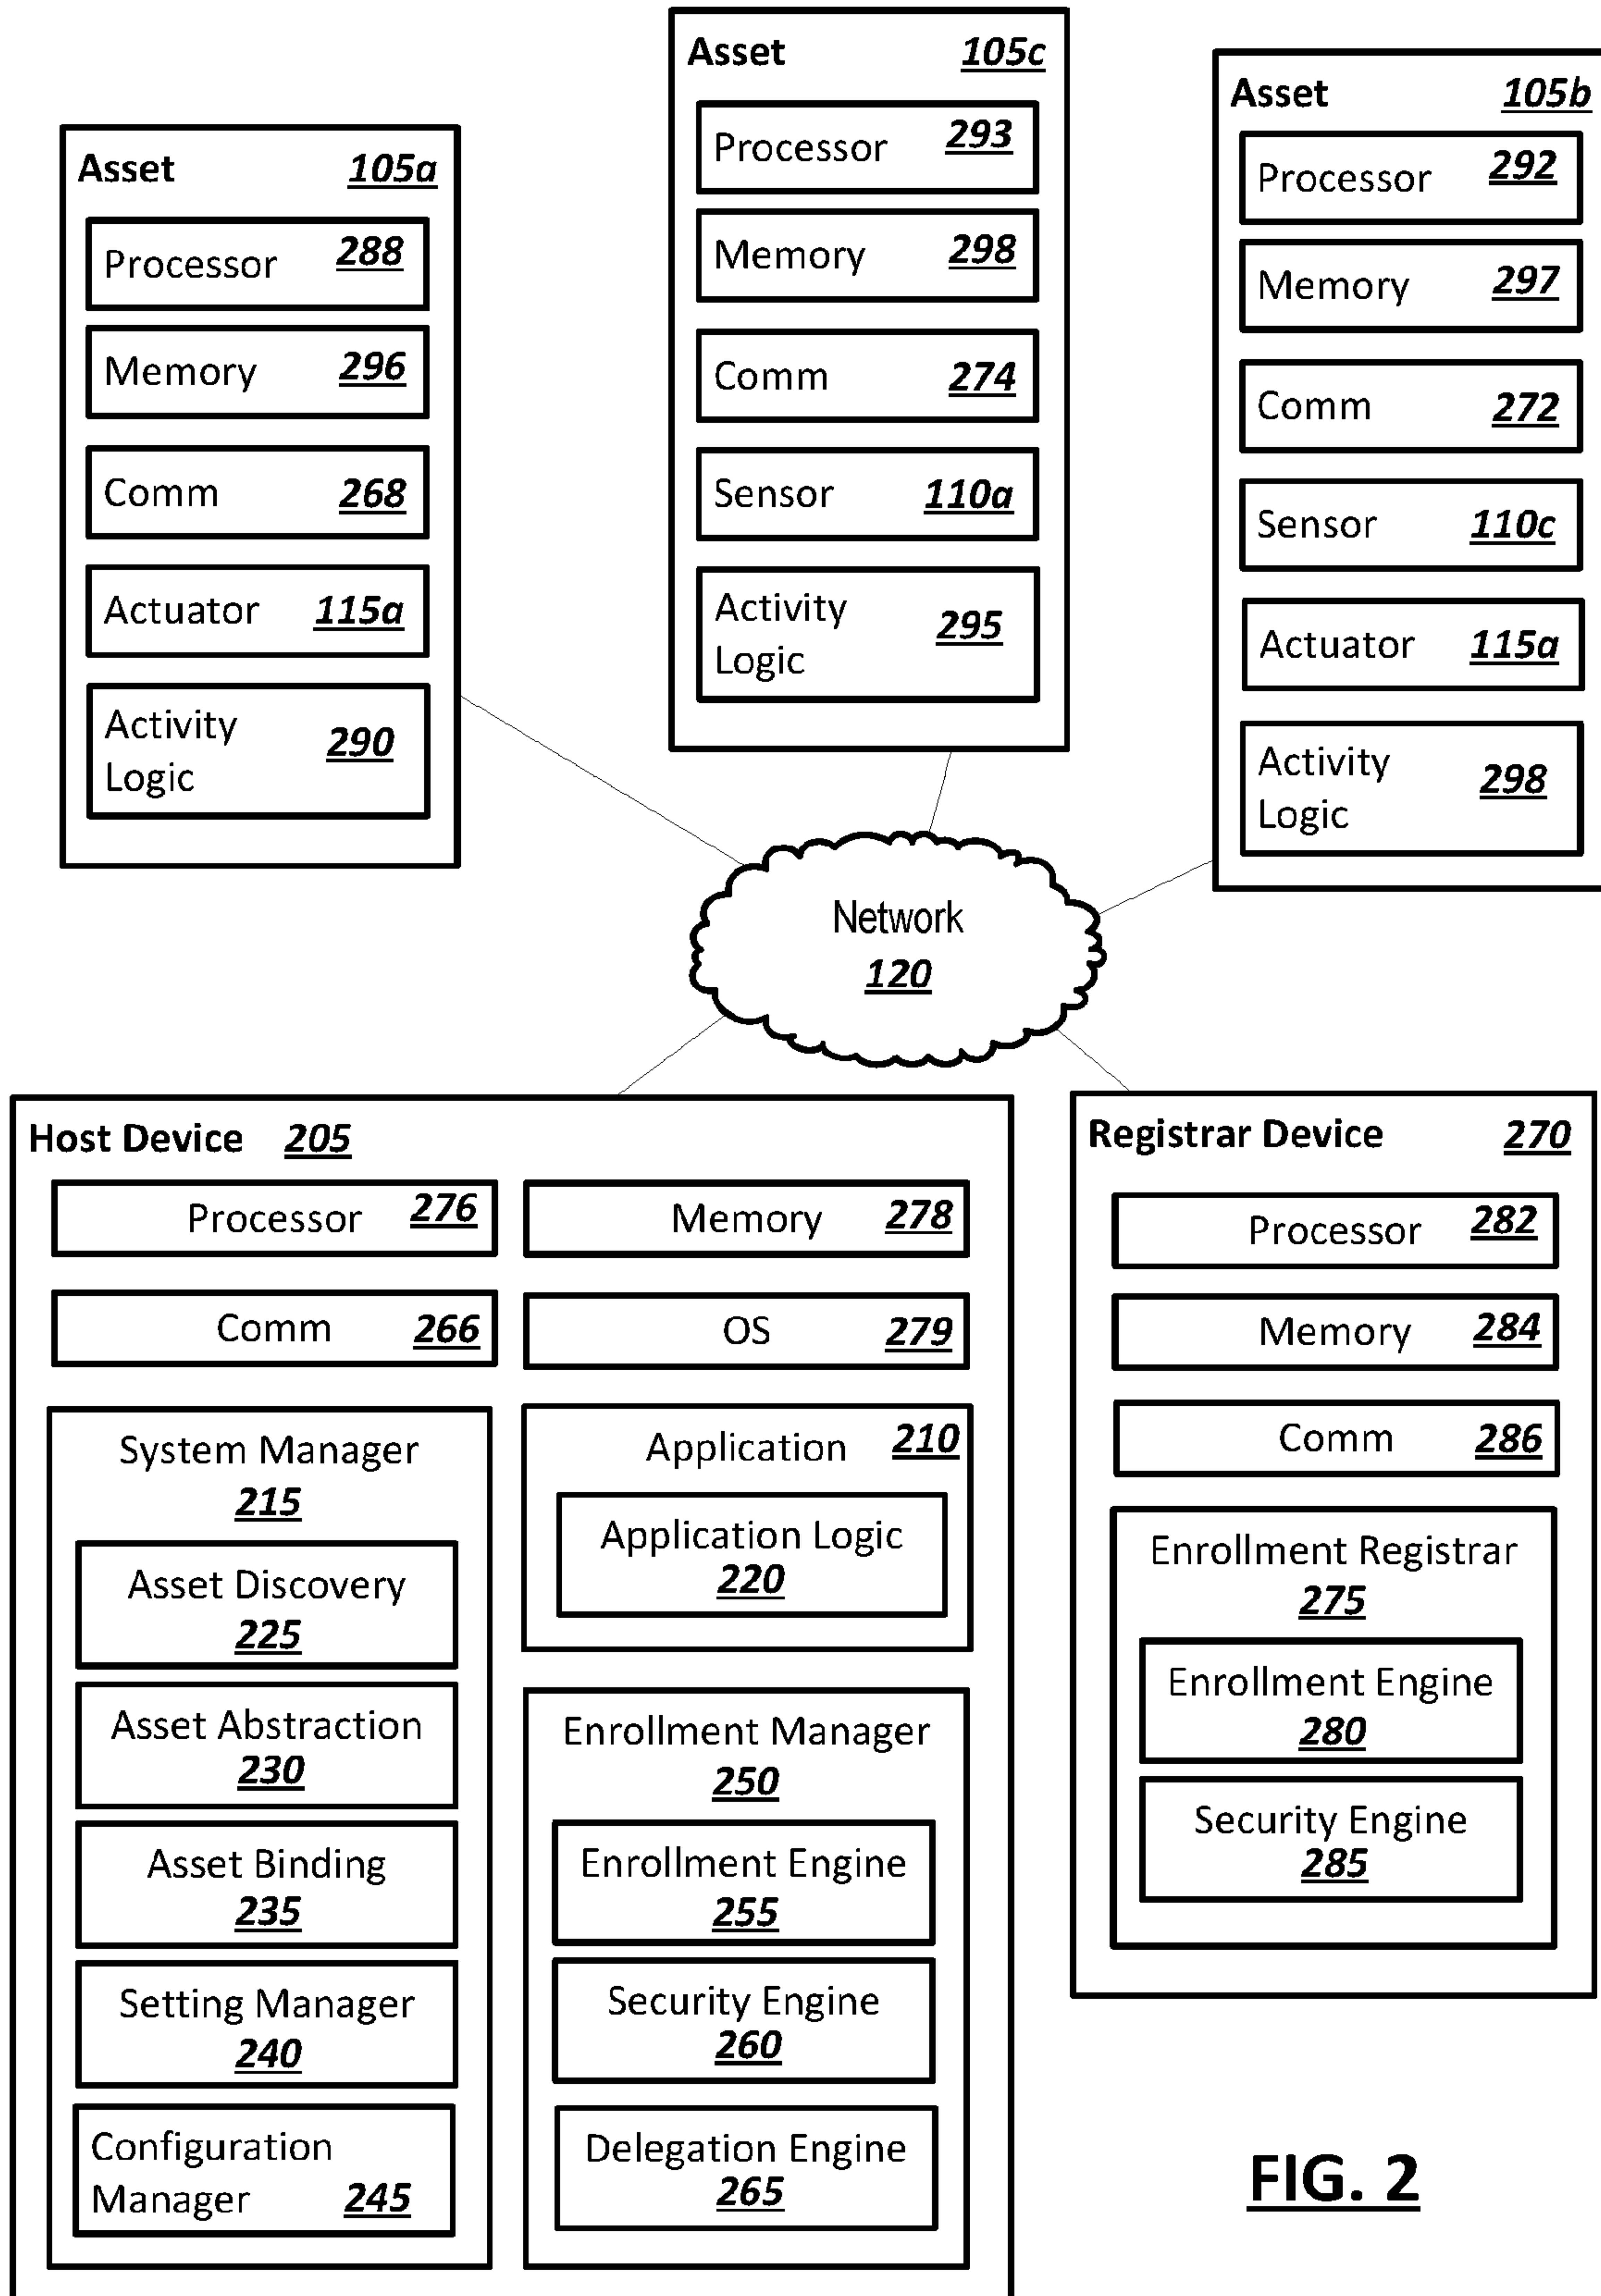 Asset 105a
Processor 288
Memory 296
Comm 268
Actuator 115a
Activity
Logic 290
Asset 105c
Processor 293
Memory 298
Comm 274
Sensor 110a
Activity
Logic 295
Asset 105b
Processor 292
Memory 297
Comm 272
Sensor 110c
Actuator 115a
Activity
Logic 298
Network
120
Host Device 205
Processor 276
Memory 278
Comm 266
OS 279
System Manager
215
Asset Discovery
225
Asset Abstraction
230
Asset Binding
235
Setting Manager
240
Configuration
Manager 245
Application 210
Application Logic
220
Enrollment Manager
250
Enrollment Engine
255
Security Engine
260
Delegation Engine
265
Registrar Device 270
Processor 282
Memory 284
Comm 286
Enrollment Registrar
275
Enrollment Engine
280
Security Engine
285
FIG. 2